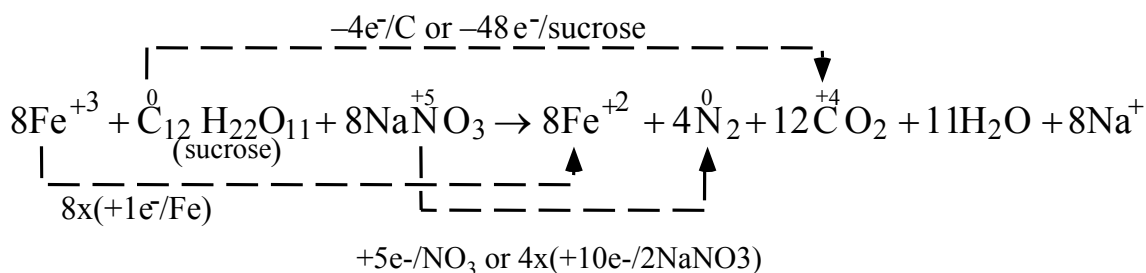 –4e⁻/C or –48 e⁻/sucrose
0 +5 0 +4
8Fe⁺³ + C₁₂ H₂₂O₁₁ + 8NaNO₃ → 8Fe⁺² + 4N₂ + 12CO₂ + 11H₂O + 8Na⁺
(sucrose)
8x(+1e⁻/Fe)
+5e-/NO₃ or 4x(+10e-/2NaNO3)